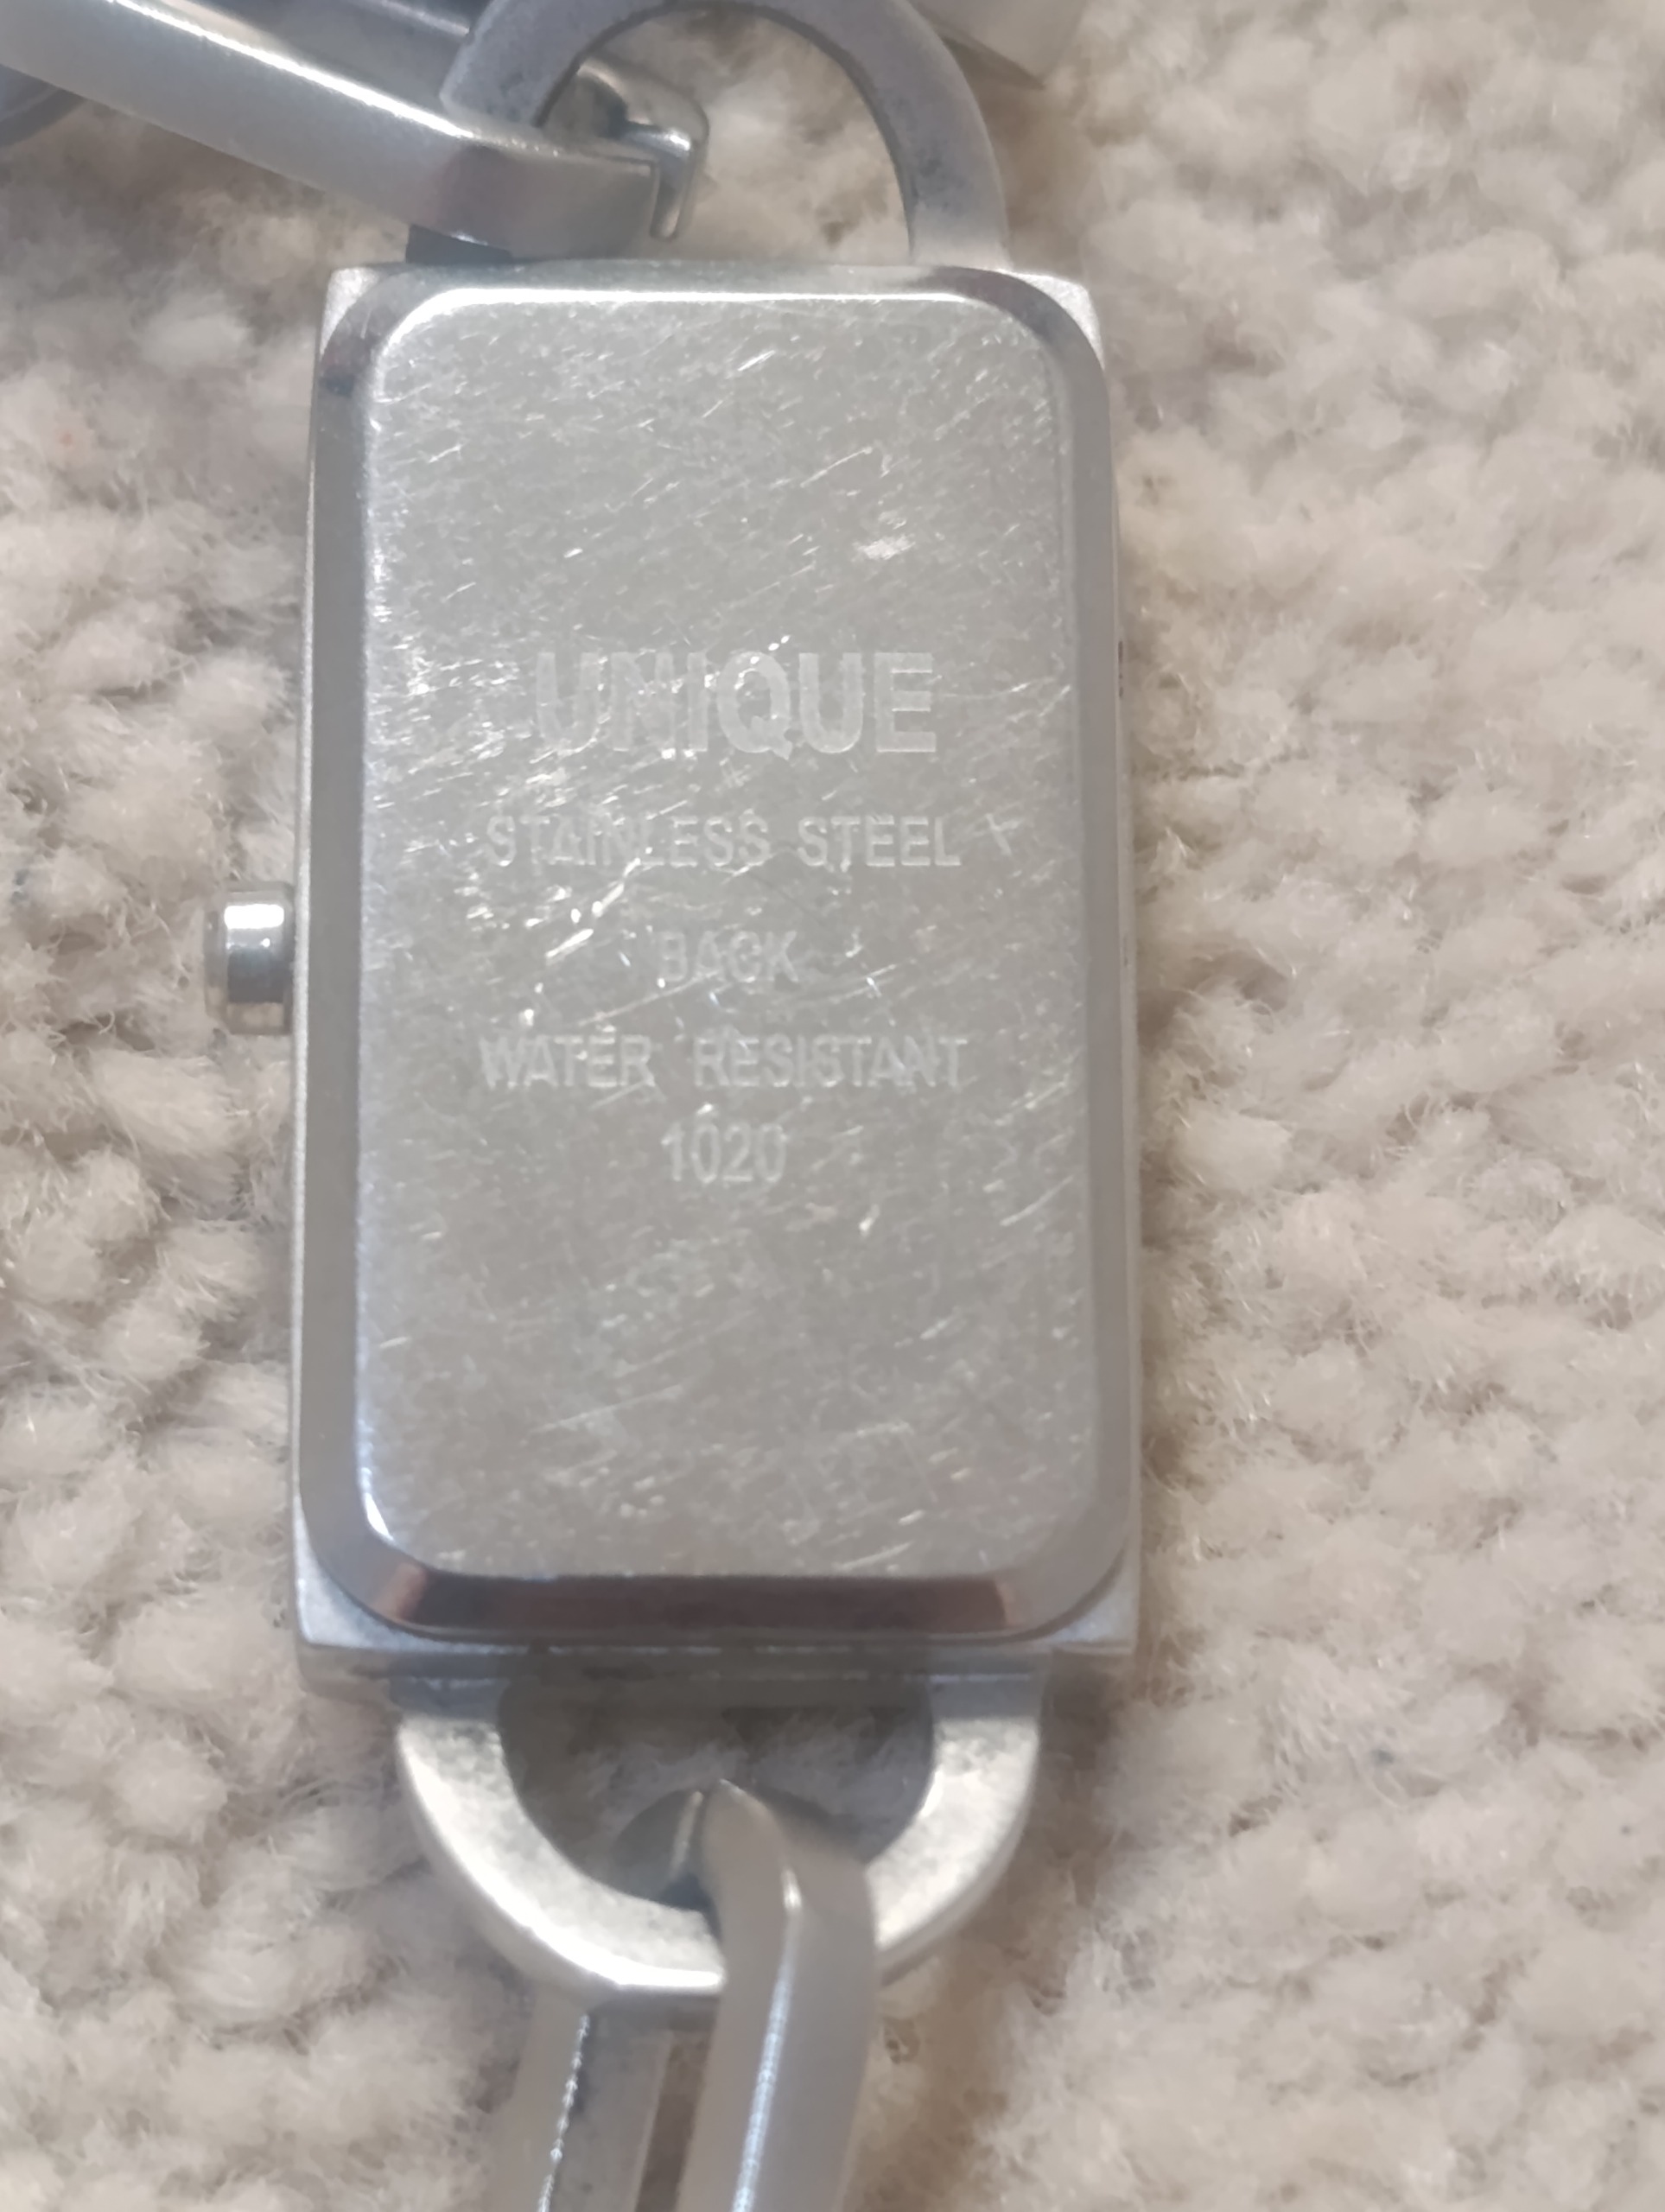 UNIQUE
STAINLESS STEEL
BACK
WATER RESISTANT
1020